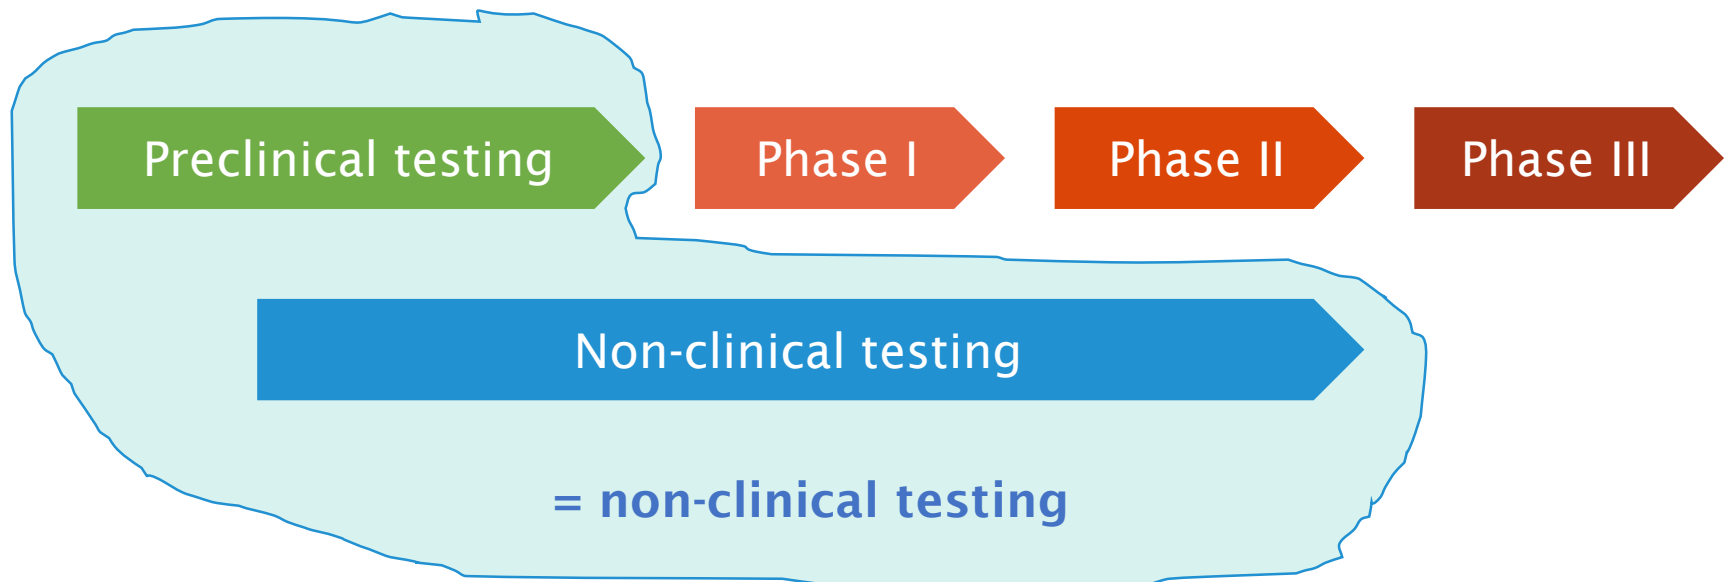 Preclinical testing
Phase I
Phase II
Phase III
Non-clinical testing
= non-clinical testing